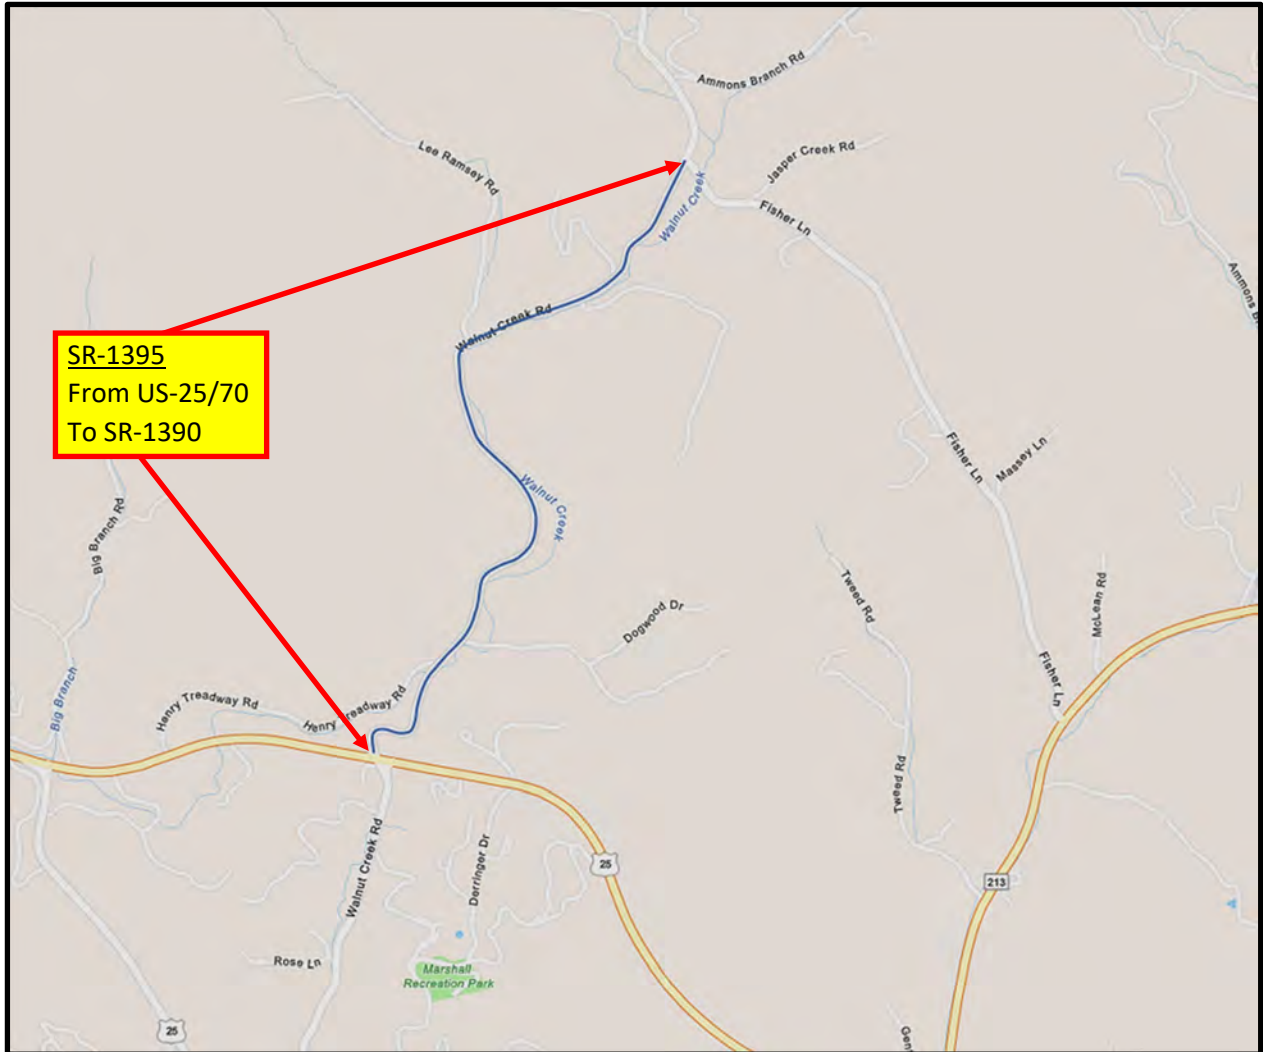 Ammons Branch Rd
Jasper Creek Rd
Lee Ramsey Rd
Walnut Creek
Fisher Ln
Ammons B
Walnut Creek Rd
SR-1395
From US-25/70
To SR-1390
Fisher Ln
Massey Ln
Walnut Creek
Big Branch Rd
Tweed Rd
McLean Rd
Dogwood Dr
Fisher Ln
Big Branch
Henry Treadway Rd
Henry Treadway Rd
Tweed Rd
Walnut Creek Rd
Derringer Dr
25
213
Rose Ln
Marshall
Recreation Park
25
Gen